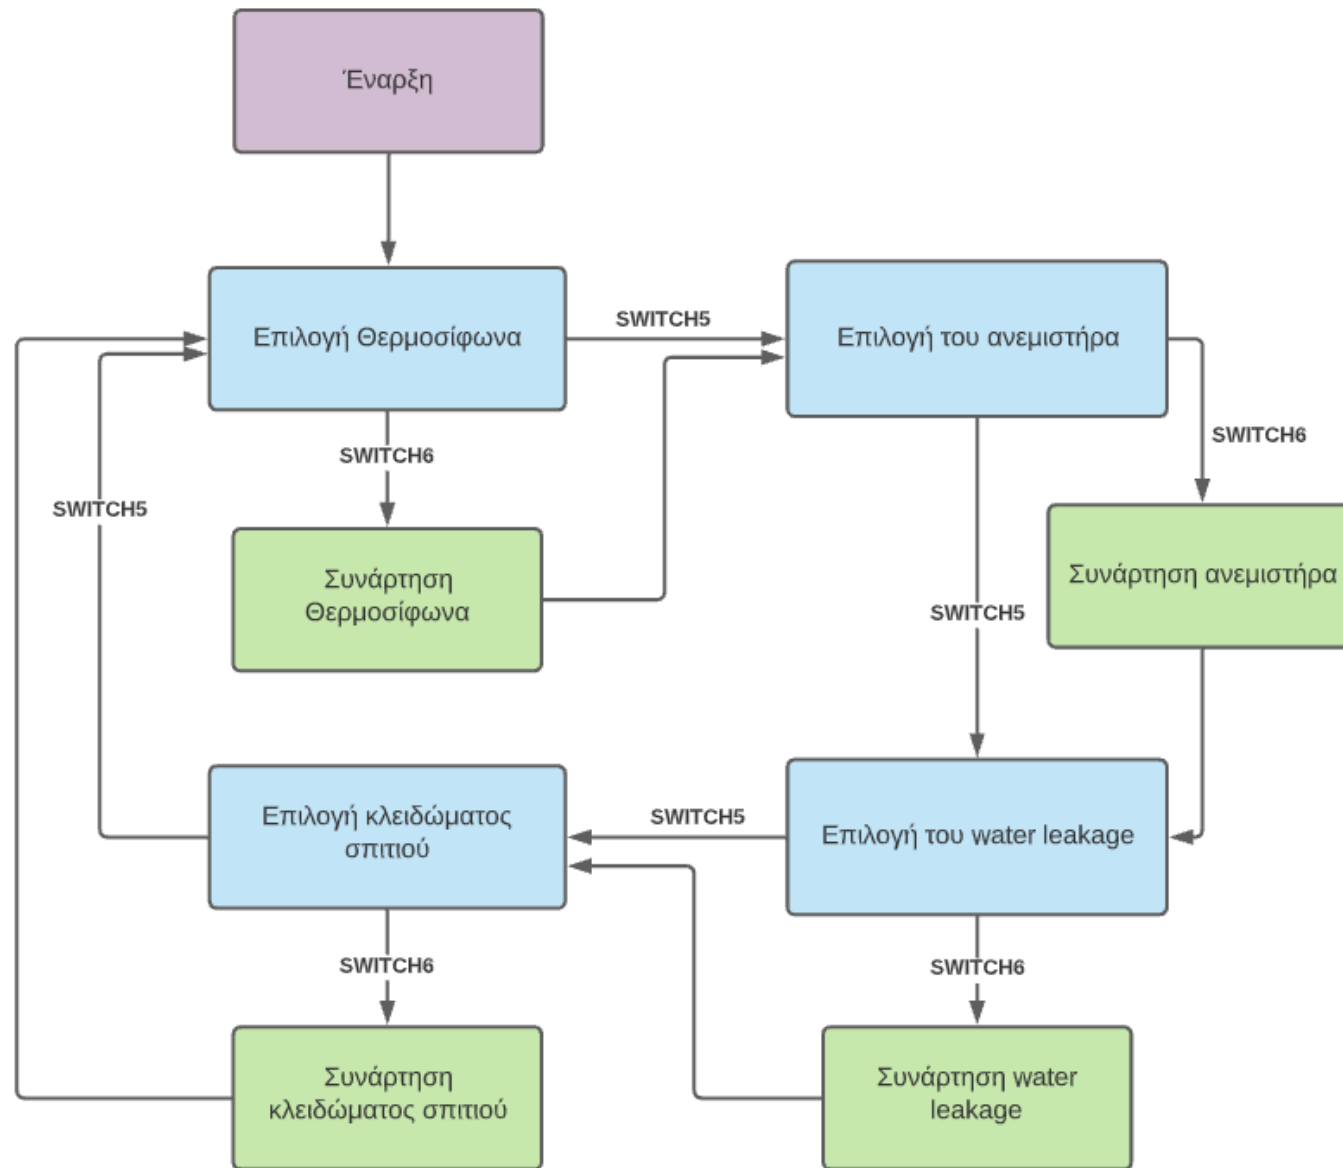 Έναρξη
Επιλογή Θερμοσίφωνα
SWITCH5
Επιλογή του ανεμιστήρα
SWITCH6
SWITCH6
SWITCH5
Συνάρτηση
Θερμοσίφωνα
Συνάρτηση ανεμιστήρα
SWITCH5
Επιλογή κλειδώματος
σπιτιού
SWITCH5
Επιλογή του water leakage
SWITCH6
SWITCH6
Συνάρτηση
κλειδώματος σπιτιού
Συνάρτηση water
leakage